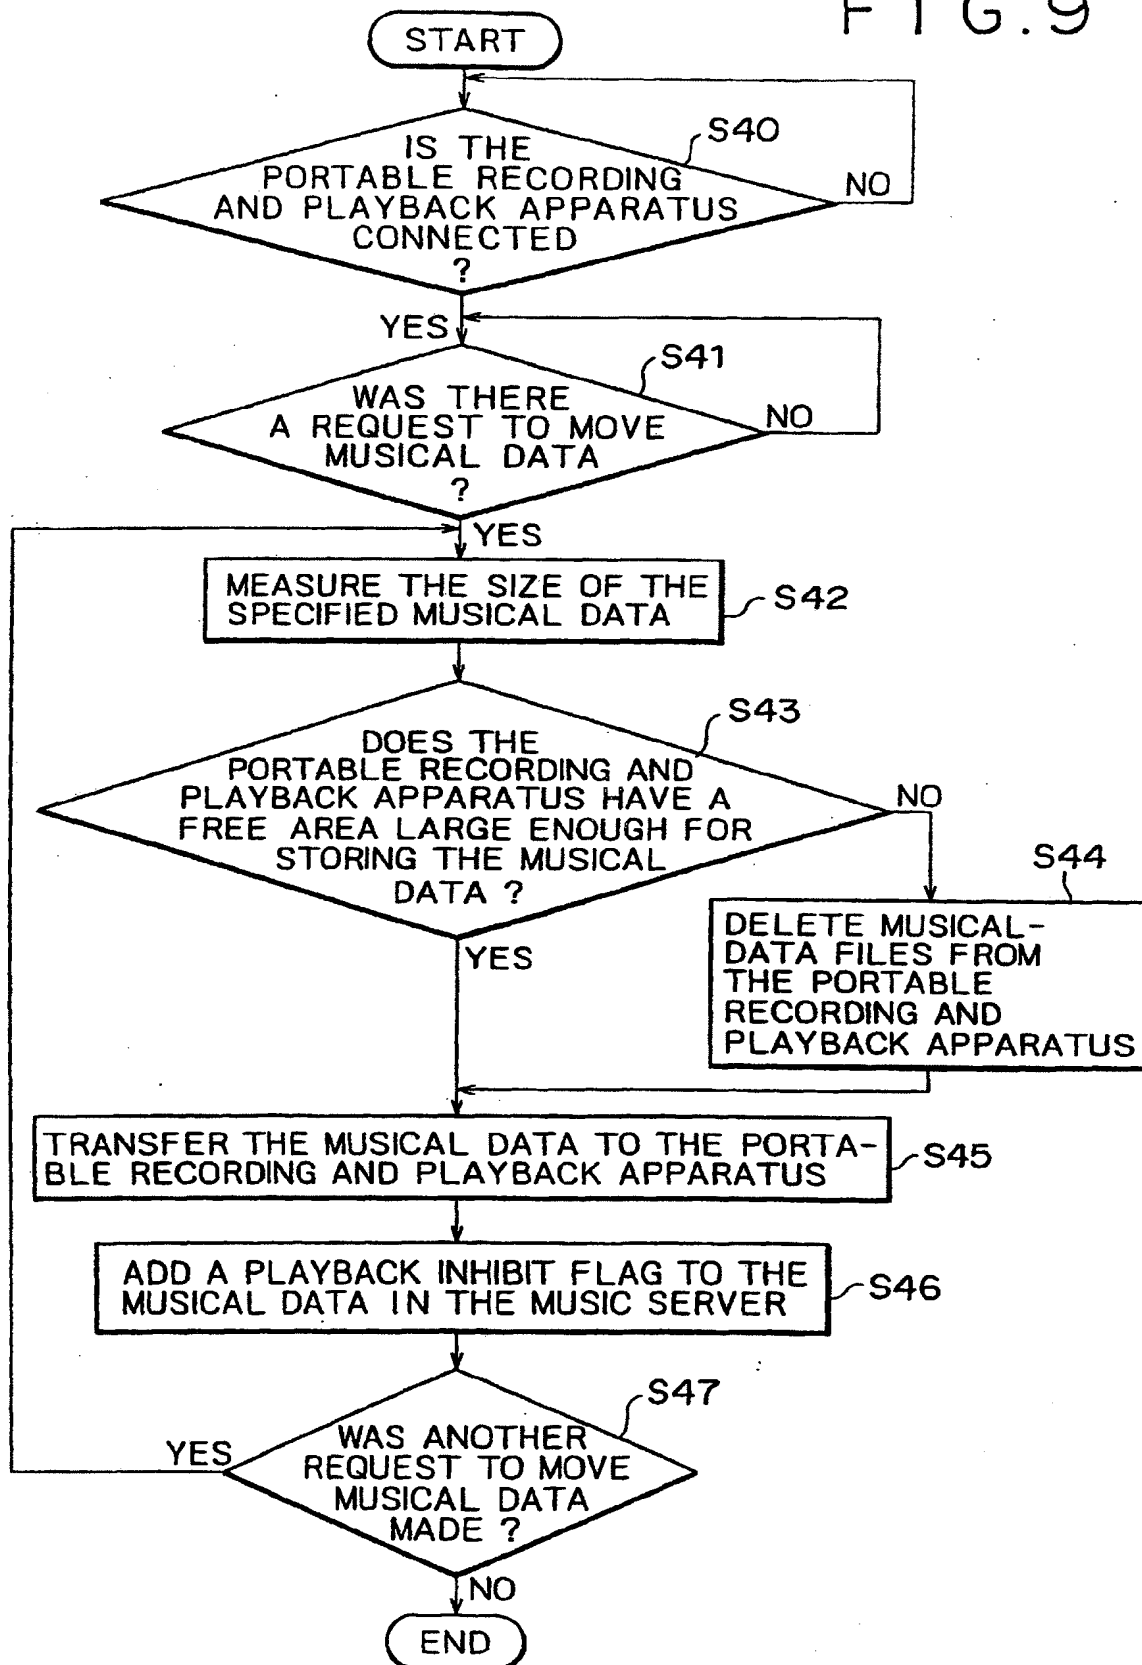 FIG.9
START
S40
IS THE
PORTABLE RECORDING
AND PLAYBACK APPARATUS
CONNECTED
?
NO
YES
S41
WAS THERE
A REQUEST TO MOVE
MUSICAL DATA
?
NO
YES
MEASURE THE SIZE OF THE
SPECIFIED MUSICAL DATA
S42
S43
DOES THE
PORTABLE RECORDING AND
PLAYBACK APPARATUS HAVE A
FREE AREA LARGE ENOUGH FOR
STORING THE MUSICAL
DATA ?
NO
YES
S44
DELETE MUSICAL-
DATA FILES FROM
THE PORTABLE
RECORDING AND
PLAYBACK APPARATUS
TRANSFER THE MUSICAL DATA TO THE PORTA-
BLE RECORDING AND PLAYBACK APPARATUS
S45
ADD A PLAYBACK INHIBIT FLAG TO THE
MUSICAL DATA IN THE MUSIC SERVER
S46
S47
WAS ANOTHER
REQUEST TO MOVE
MUSICAL DATA
MADE ?
YES
NO
END